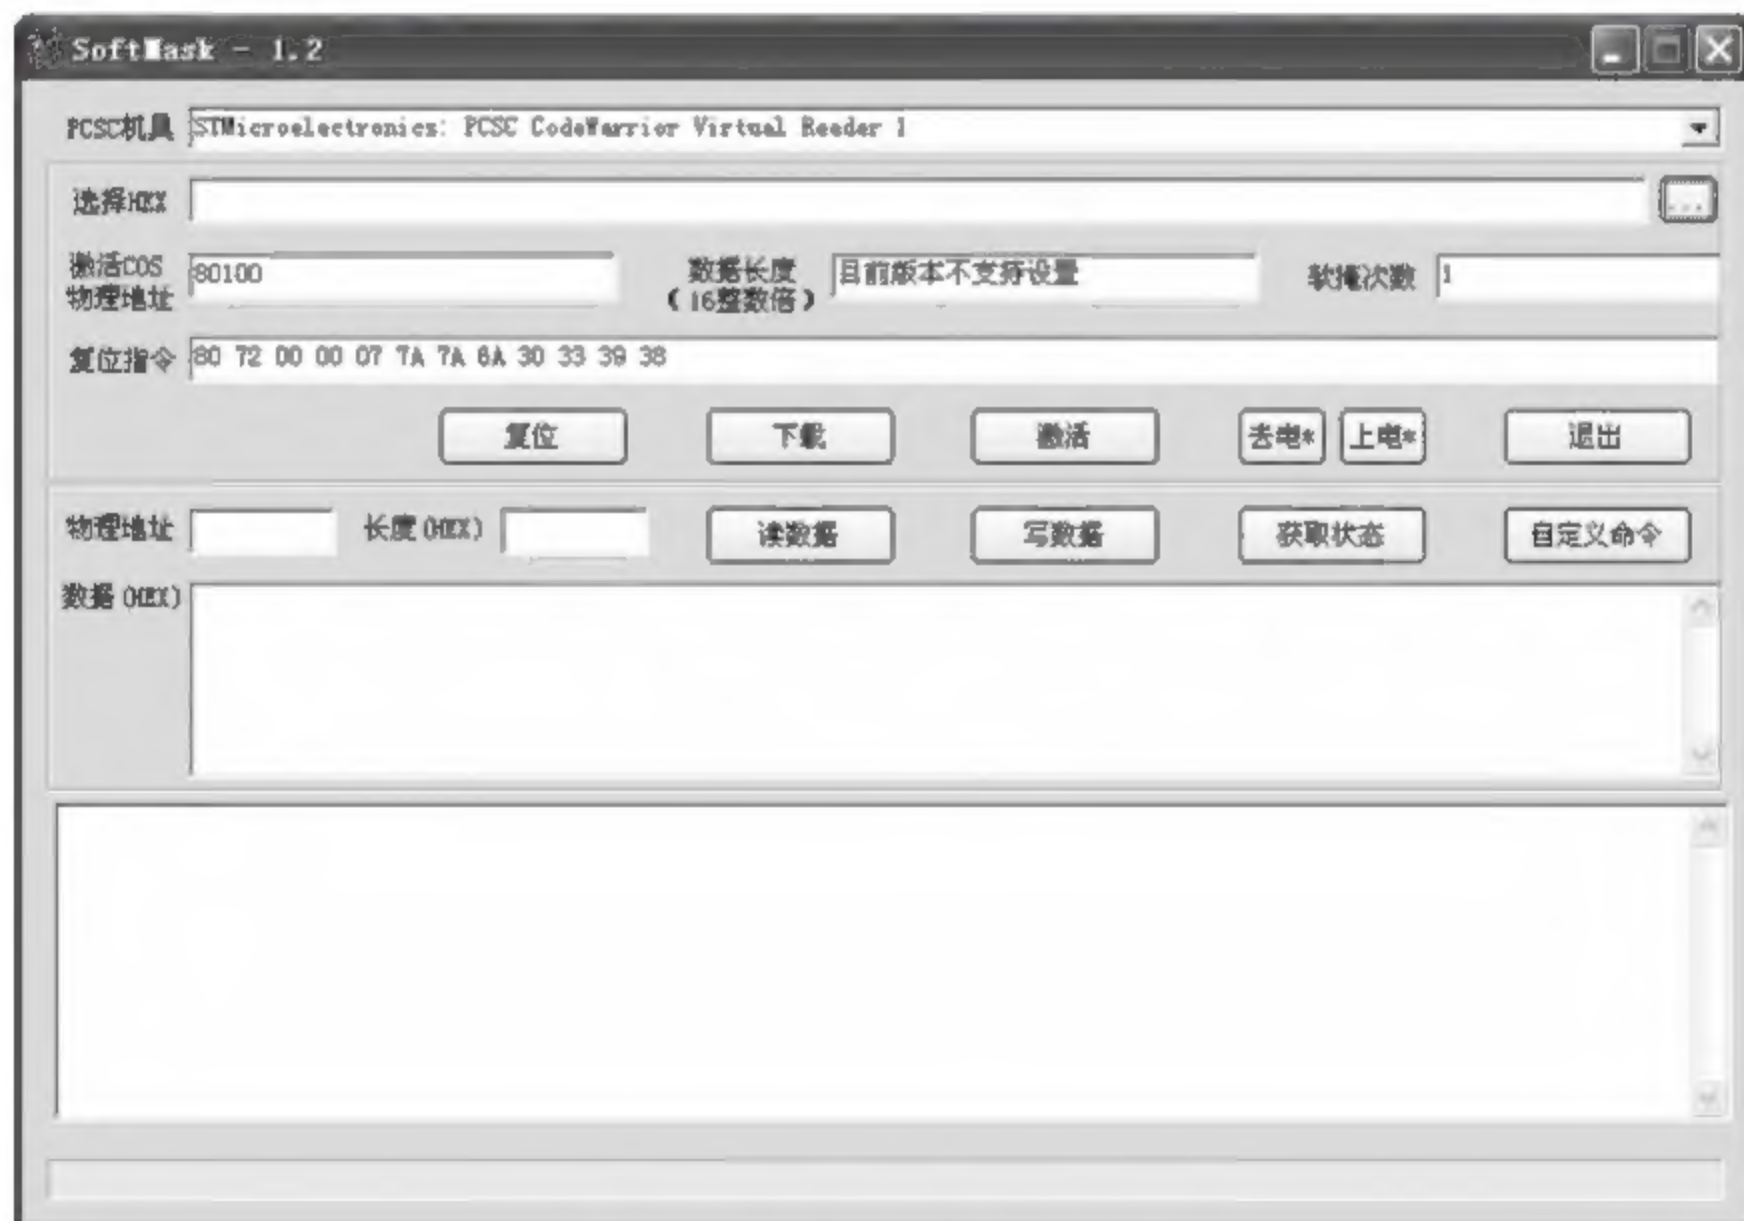 SoftMask - 1.2
PCSC机具 STMicroelectronics: PCSC CodeWarrior Virtual Reader 1
选择HEX ...
激活COS物理地址 80100 数据长度（16整数倍）目前版本不支持设置 软掩次数 1
复位指令 80 72 00 00 07 7A 7A 6A 30 33 39 38
复位 下载 激活 去电* 上电* 退出
物理地址 长度(HEX) 读数据 写数据 获取状态 自定义命令
数据(HEX)